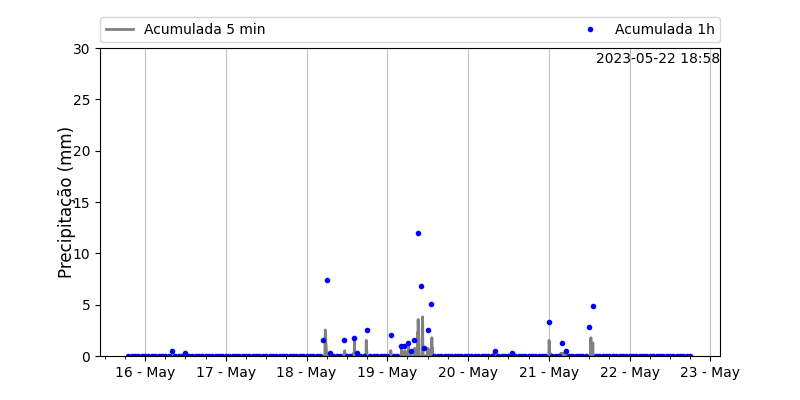 Acumulada 5 min
Acumulada 1h
2023-05-22 18:58
Precipitação (mm)
30
25
20
15
10
5
0
16 - May
17 - May
18 - May
19 - May
20 - May
21 - May
22 - May
23 - May